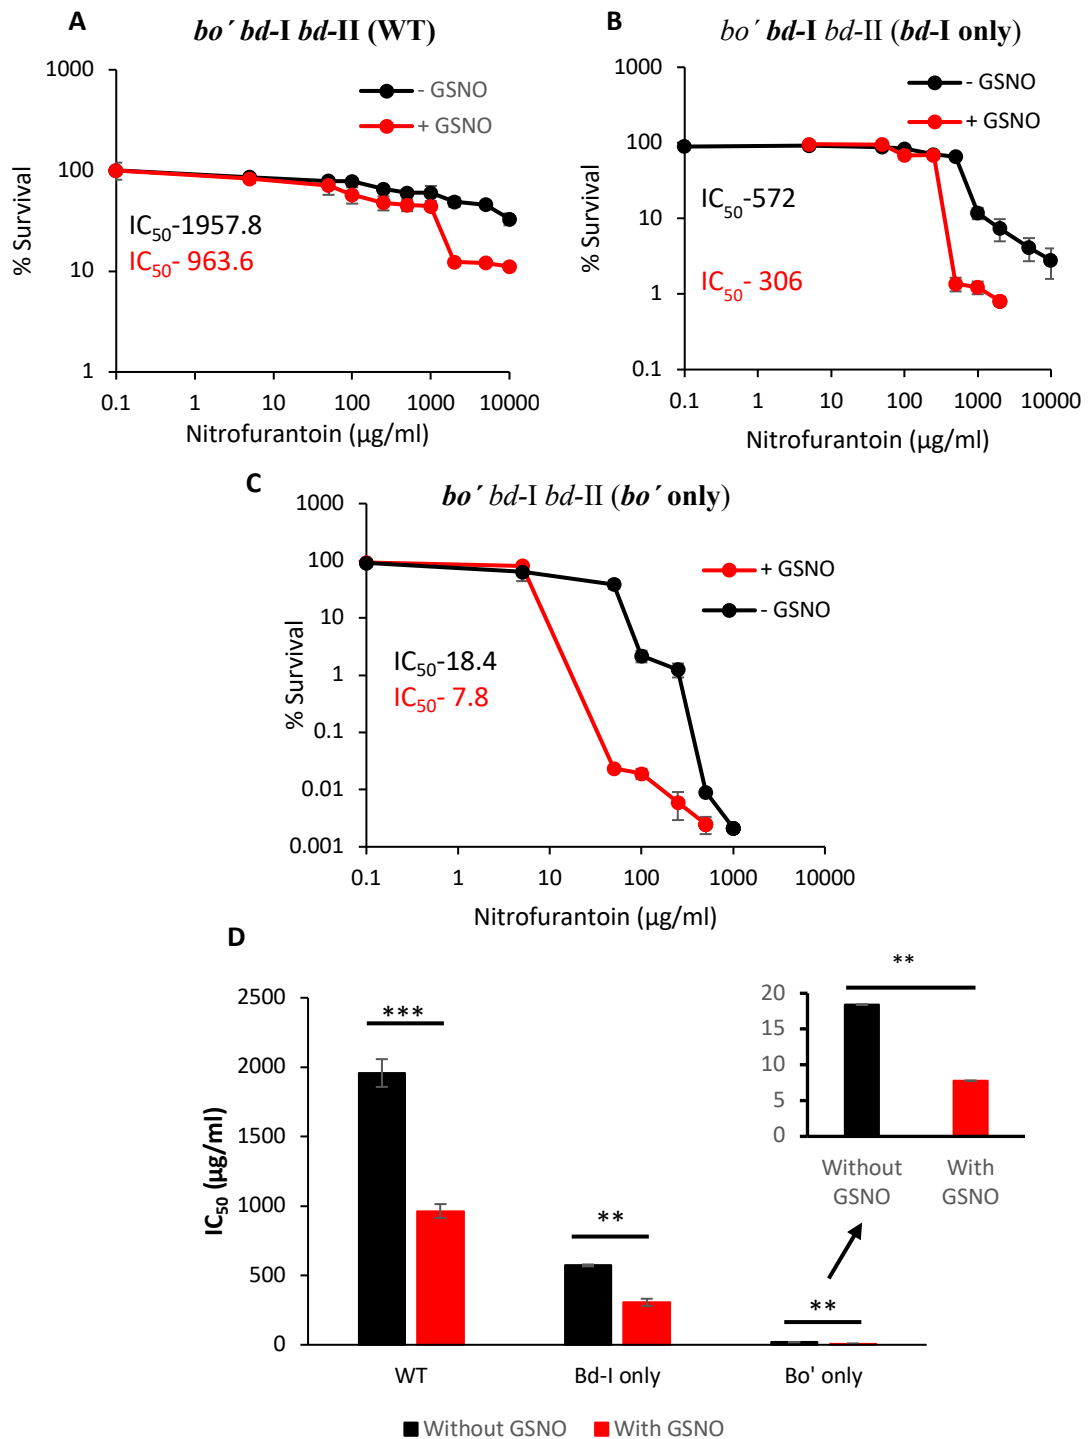 A
bo´ bd-I bd-II (WT)
1000
100
10
1
% Survival
- GSNO
+ GSNO
IC50-1957.8
IC50- 963.6
0.1 1 10 100 1000 10000
Nitrofurantoin (µg/ml)
B
bo´ bd-I bd-II (bd-I only)
1000
100
10
1
0.1
% Survival
- GSNO
+ GSNO
IC50-572
IC50- 306
0.1 1 10 100 1000 10000
Nitrofurantoin (µg/ml)
C
bo´ bd-I bd-II (bo´ only)
1000
100
10
1
0.1
0.01
0.001
% Survival
+ GSNO
- GSNO
IC50-18.4
IC50- 7.8
0.1 1 10 100 1000 10000
Nitrofurantoin (µg/ml)
D
2500
2000
1500
1000
500
0
IC50 (µg/ml)
***
**
**
WT Bd-I only Bo' only
**
20
15
10
5
0
Without GSNO
With GSNO
Without GSNO With GSNO